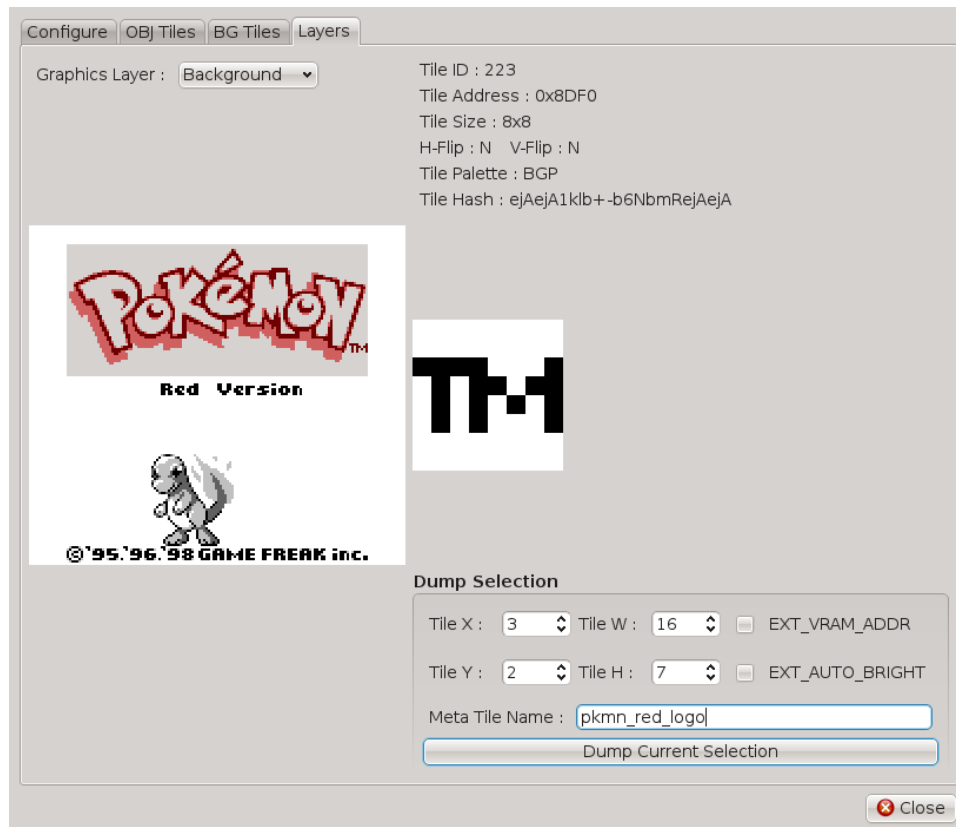 Configure OBJ Tiles BG Tiles Layers
Graphics Layer : Background
Tile ID : 223
Tile Address : 0x8DF0
Tile Size : 8x8
H-Flip : N V-Flip : N
Tile Palette : BGP
Tile Hash : ejAejA1klb+-b6NbmRejAejA
POKéMON TM
Red Version
©'95.'96.'98 GAME FREAK inc.
TM
Dump Selection
Tile X : 3 Tile W : 16 EXT_VRAM_ADDR
Tile Y : 2 Tile H : 7 EXT_AUTO_BRIGHT
Meta Tile Name : pkmn_red_logo
Dump Current Selection
Close